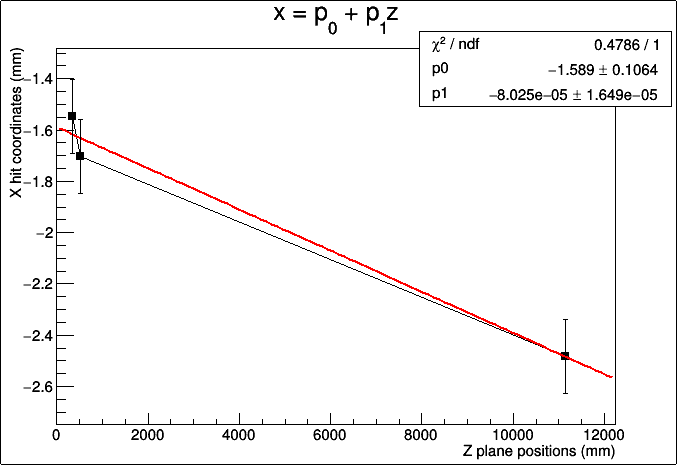 x = p₀ + p₁z
χ² / ndf 0.4786 / 1
p0 −1.589 ± 0.1064
p1 −8.025e−05 ± 1.649e−05
X hit coordinates (mm)
−1.4
−1.6
−1.8
−2
−2.2
−2.4
−2.6
0 2000 4000 6000 8000 10000 12000
Z plane positions (mm)